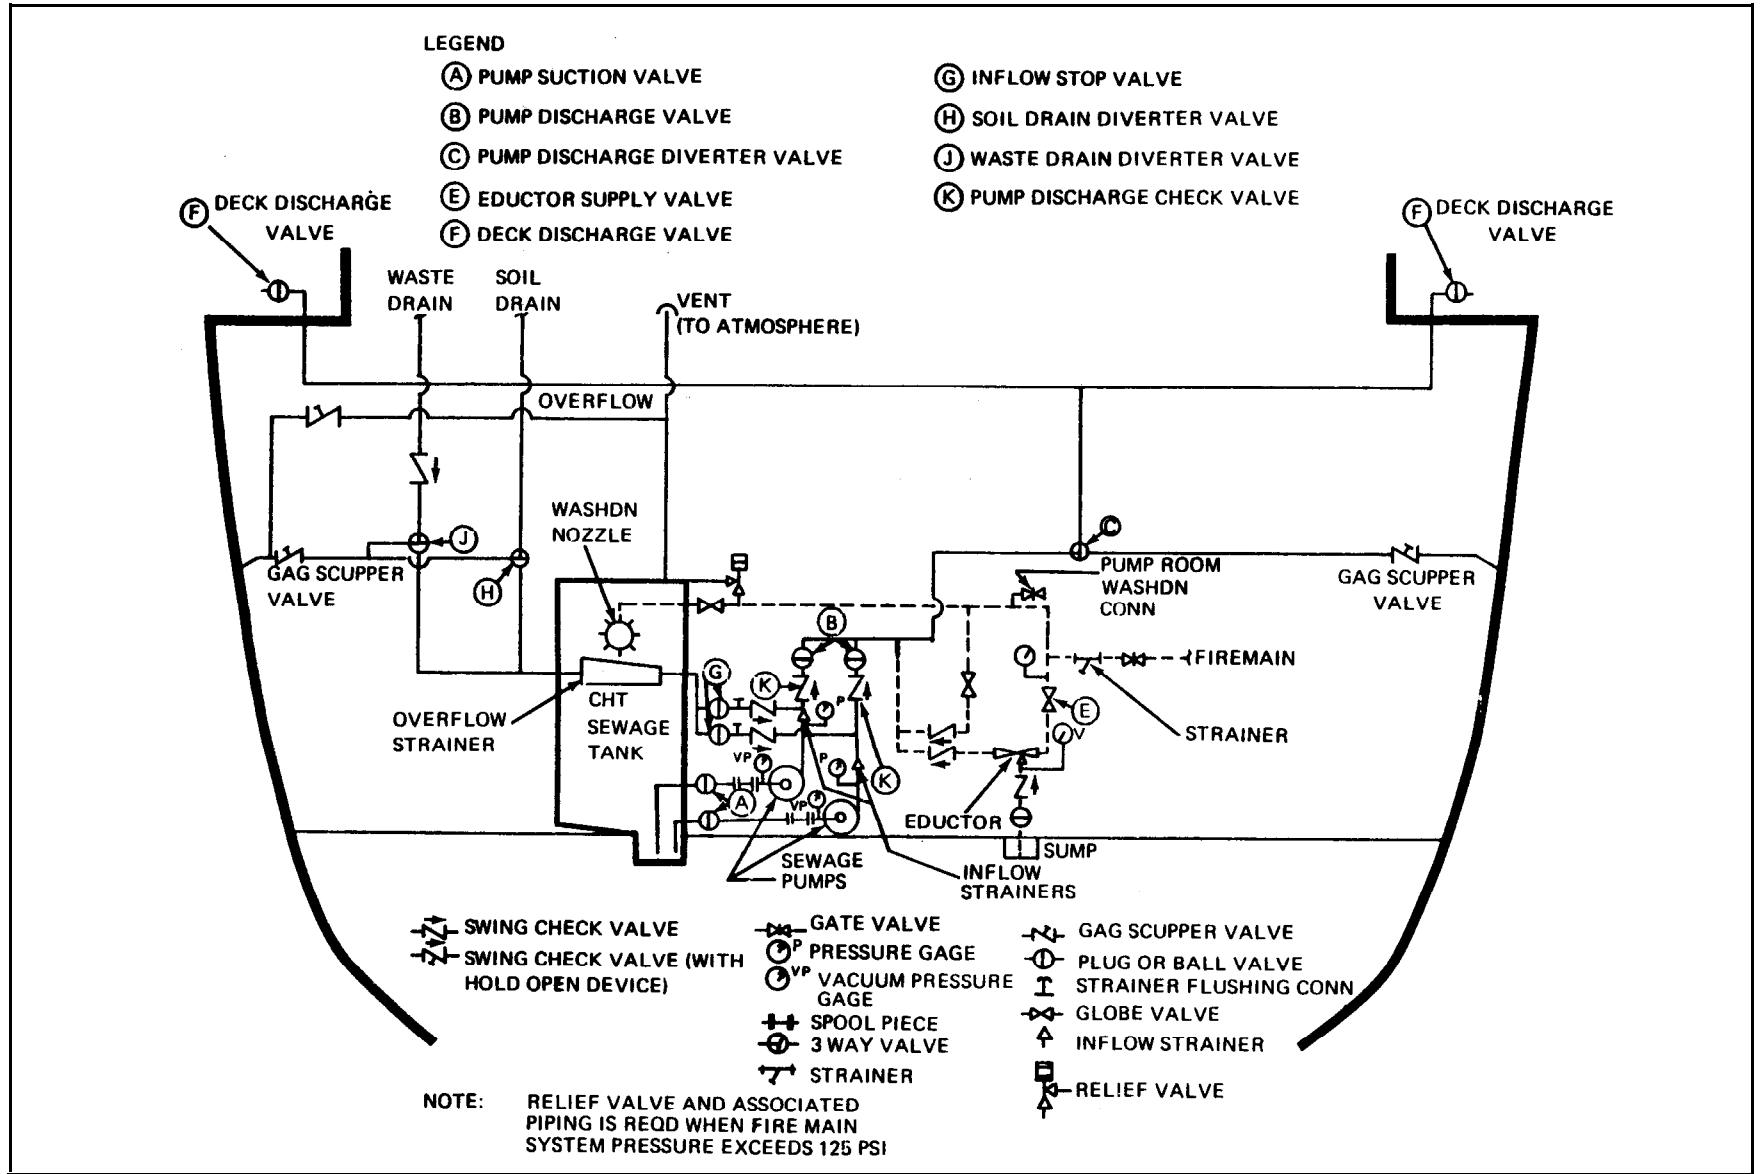 LEGEND
A PUMP SUCTION VALVE
B PUMP DISCHARGE VALVE
C PUMP DISCHARGE DIVERTER VALVE
E EDUCTOR SUPPLY VALVE
F DECK DISCHARGE VALVE
G INFLOW STOP VALVE
H SOIL DRAIN DIVERTER VALVE
J WASTE DRAIN DIVERTER VALVE
K PUMP DISCHARGE CHECK VALVE
F DECK DISCHARGE
VALVE
F DECK DISCHARGE
VALVE
WASTE
DRAIN
SOIL
DRAIN
VENT
(TO ATMOSPHERE)
OVERFLOW
WASHDN
NOZZLE
J
H
GAG SCUPPER
VALVE
C
PUMP ROOM
WASHDN
CONN
GAG SCUPPER
VALVE
B
G
K
P
FIREMAIN
E
V
STRAINER
OVERFLOW
STRAINER
CHT
SEWAGE
TANK
VP
P
K
A
VP
EDUCTOR
SUMP
SEWAGE
PUMPS
INFLOW
STRAINERS
SWING CHECK VALVE
SWING CHECK VALVE (WITH
HOLD OPEN DEVICE)
GATE VALVE
P PRESSURE GAGE
VP VACUUM PRESSURE
GAGE
SPOOL PIECE
3 WAY VALVE
STRAINER
GAG SCUPPER VALVE
PLUG OR BALL VALVE
STRAINER FLUSHING CONN
GLOBE VALVE
INFLOW STRAINER
RELIEF VALVE
NOTE: RELIEF VALVE AND ASSOCIATED
PIPING IS REQD WHEN FIRE MAIN
SYSTEM PRESSURE EXCEEDS 125 PSI